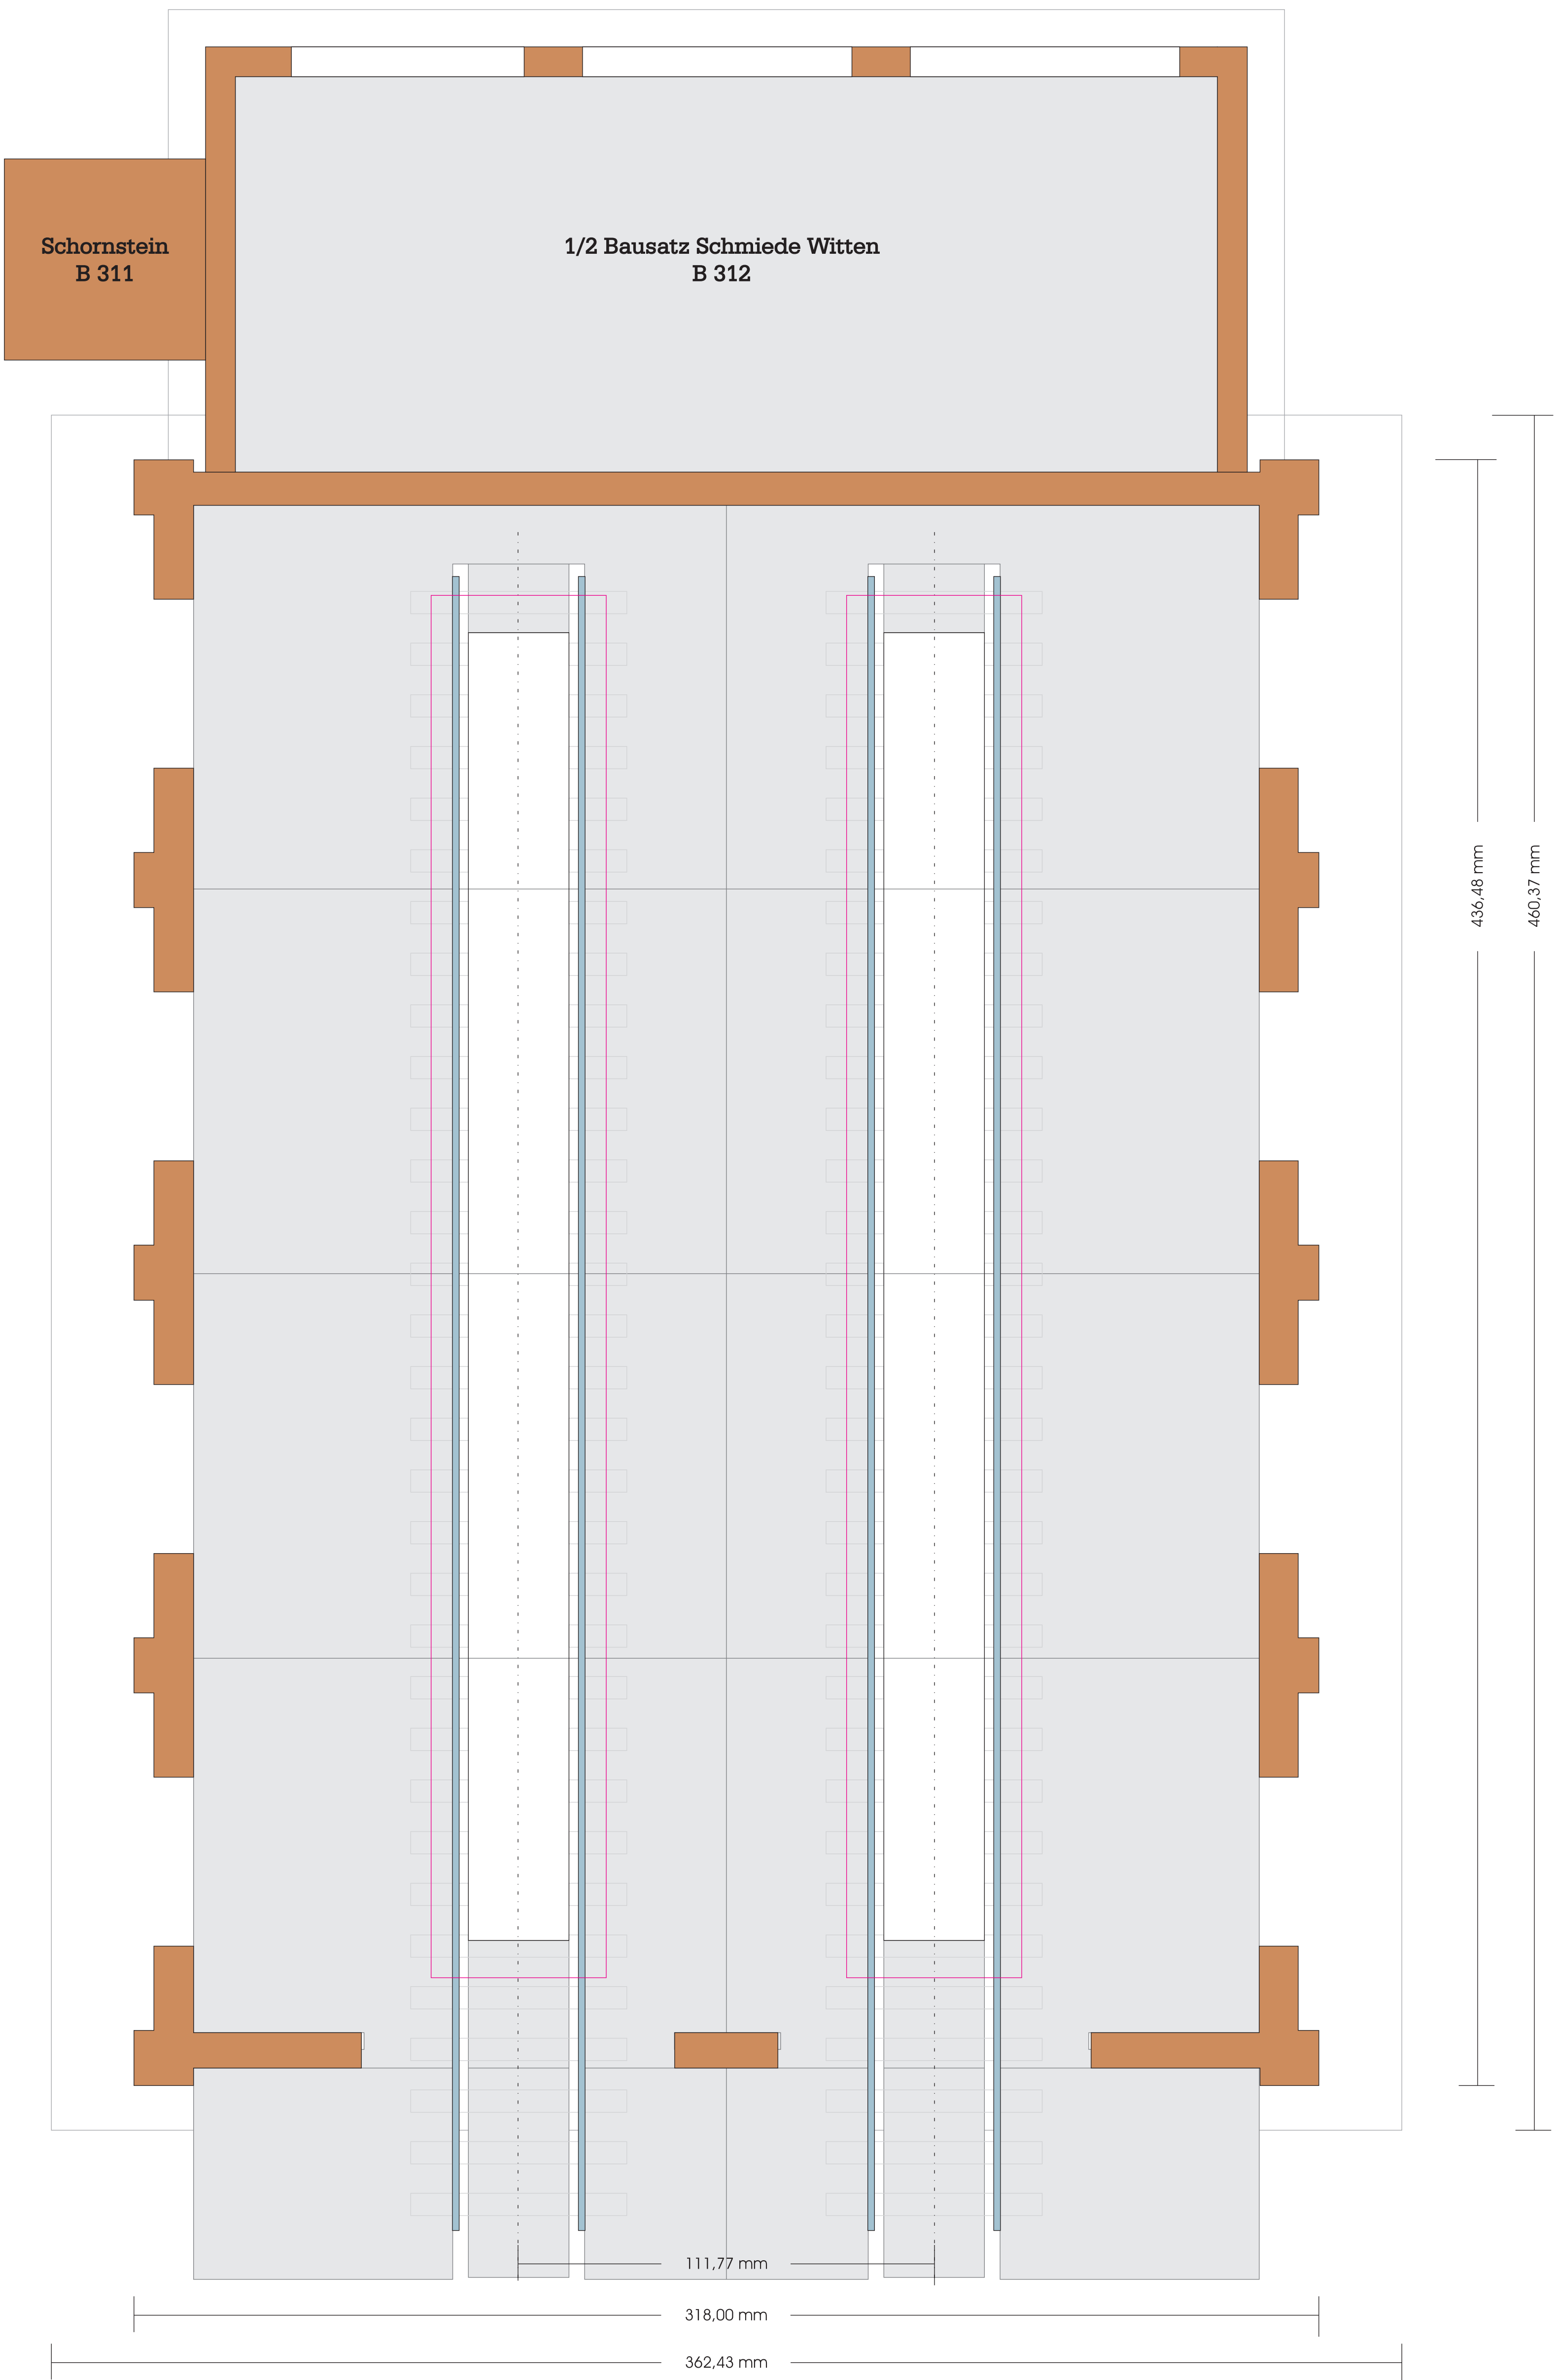 Schornstein
B 311
1/2 Bausatz Schmiede Witten
B 312
436,48 mm
460,37 mm
111,77 mm
318,00 mm
362,43 mm